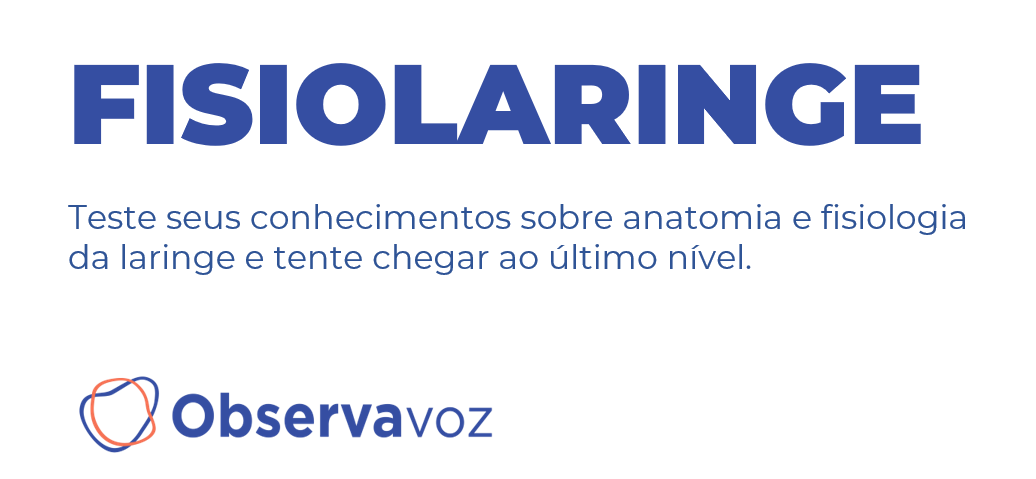 FISIOLARINGE
Teste seus conhecimentos sobre anatomia e fisiologia
da laringe e tente chegar ao último nível.
Observavoz